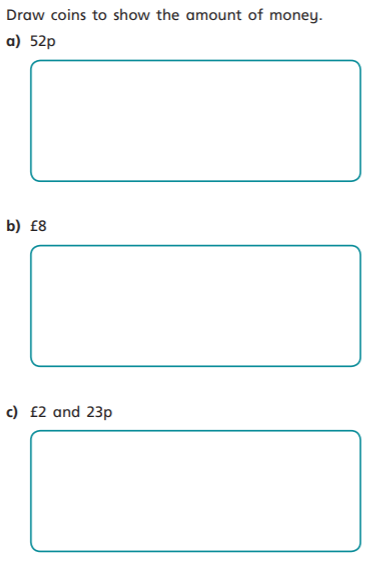 Draw coins to show the amount of money.
a) 52p
b) £8
c) £2 and 23p